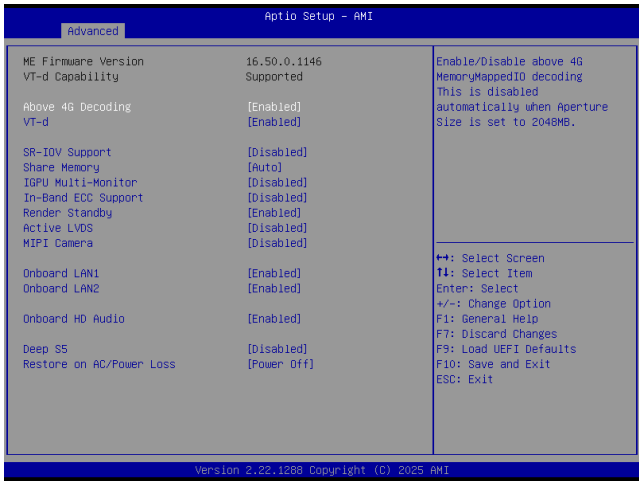 Aptio Setup – AMI
Advanced
ME Firmware Version 16.50.0.1146
VT-d Capability Supported
Above 4G Decoding [Enabled]
VT-d [Enabled]
SR-IOV Support [Disabled]
Share Memory [Auto]
IGPU Multi-Monitor [Disabled]
In-Band ECC Support [Disabled]
Render Standby [Enabled]
Active LVDS [Disabled]
MIPI Camera [Disabled]
Onboard LAN1 [Enabled]
Onboard LAN2 [Enabled]
Onboard HD Audio [Enabled]
Deep S5 [Disabled]
Restore on AC/Power Loss [Power Off]
Enable/Disable above 4G
MemoryMappedIO decoding
This is disabled
automatically when Aperture
Size is set to 2048MB.
↔: Select Screen
↑↓: Select Item
Enter: Select
+/-: Change Option
F1: General Help
F7: Discard Changes
F9: Load UEFI Defaults
F10: Save and Exit
ESC: Exit
Version 2.22.1288 Copyright (C) 2025 AMI